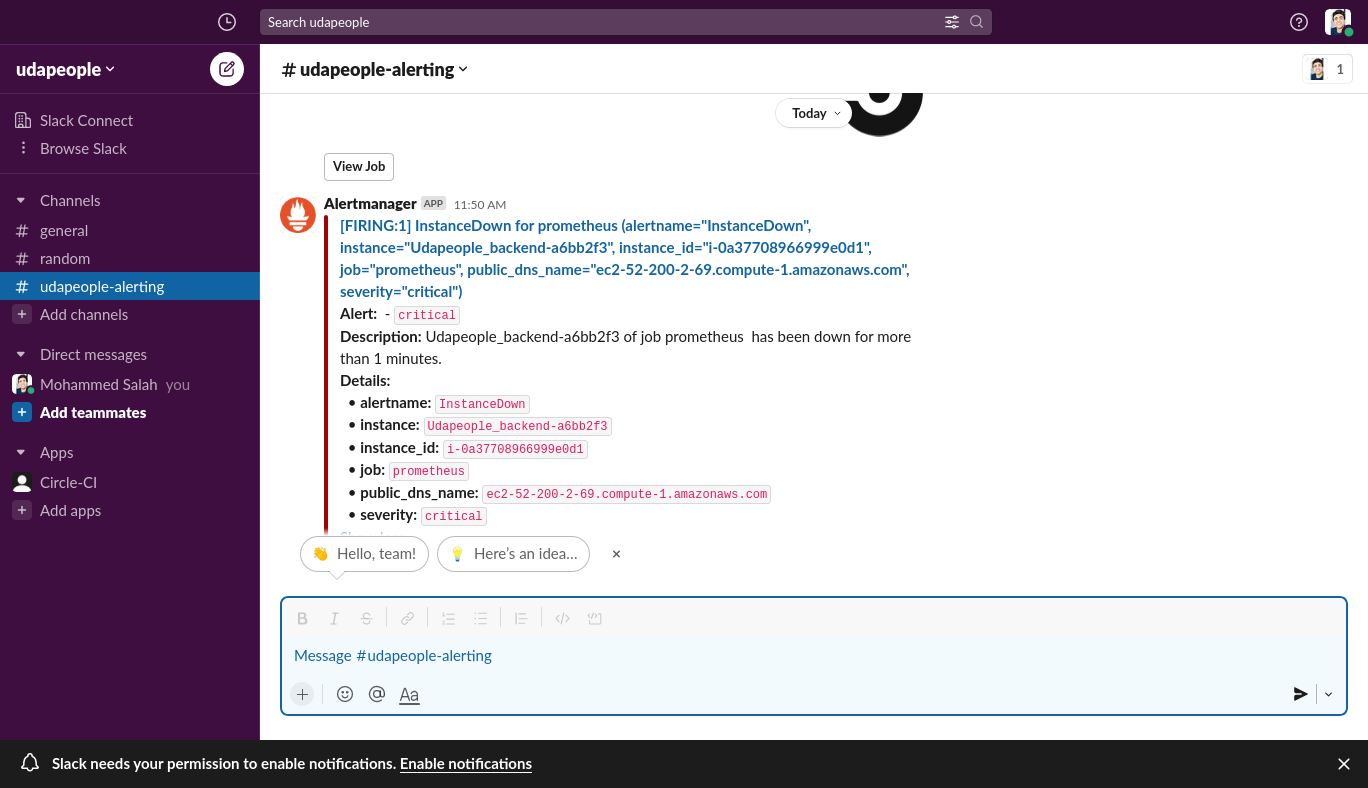 Search udapeople
udapeople
# udapeople-alerting
1
Slack Connect
Browse Slack
Channels
# general
# random
# udapeople-alerting
+ Add channels
Direct messages
Mohammed Salah you
+ Add teammates
Apps
Circle-CI
+ Add apps
Today
View Job
Alertmanager APP 11:50 AM
[FIRING:1] InstanceDown for prometheus (alertname="InstanceDown",
instance="Udapeople_backend-a6bb2f3", instance_id="i-0a37708966999e0d1",
job="prometheus", public_dns_name="ec2-52-200-2-69.compute-1.amazonaws.com",
severity="critical")
Alert: - critical
Description: Udapeople_backend-a6bb2f3 of job prometheus has been down for more
than 1 minutes.
Details:
• alertname: InstanceDown
• instance: Udapeople_backend-a6bb2f3
• instance_id: i-0a37708966999e0d1
• job: prometheus
• public_dns_name: ec2-52-200-2-69.compute-1.amazonaws.com
• severity: critical
👋 Hello, team!
💡 Here's an idea...
Message #udapeople-alerting
Aa
Slack needs your permission to enable notifications. Enable notifications